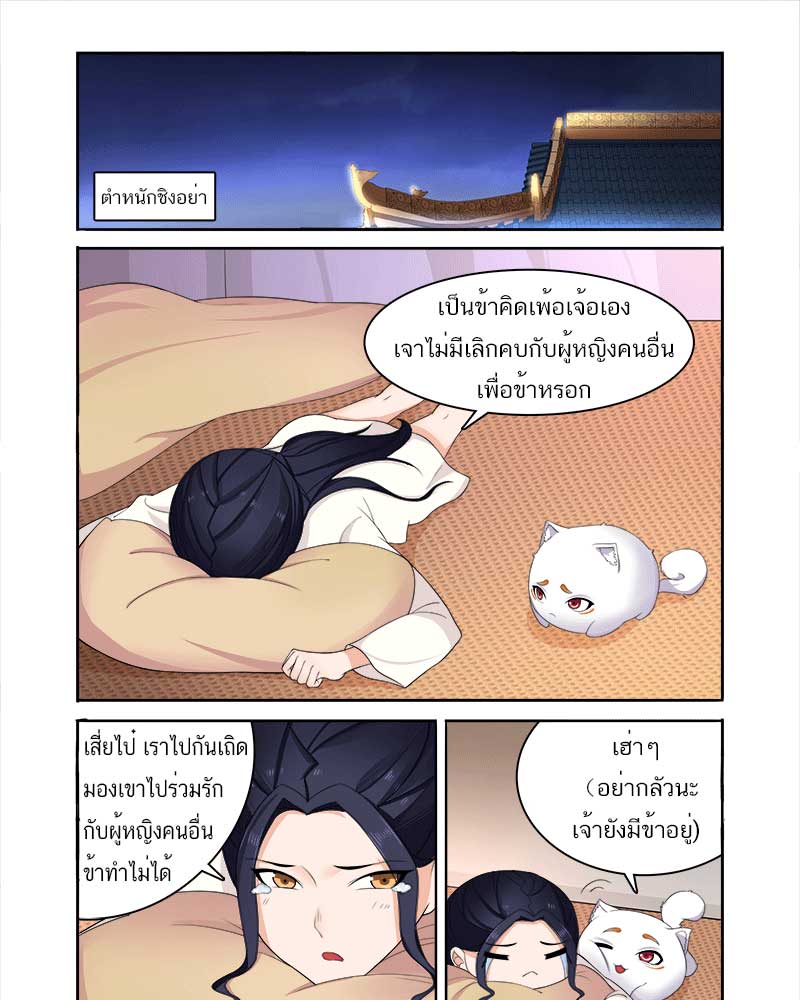 ตำหนักชิงอย่า
เป็นข้าคิดเพ้อเจ้อเอง
เจาไม่มีเลิกคบกับผู้หญิงคนอื่น
เพื่อข้าหรอก
เสี่ยไป๋ เราไปกันเถิด
มองเขาไปร่วมรัก
กับผู้หญิงคนอื่น
ข้าทำไม่ได้
เฮ่าๆ
(อย่ากลัวนะ
เจ้ายังมีข้าอยู่)